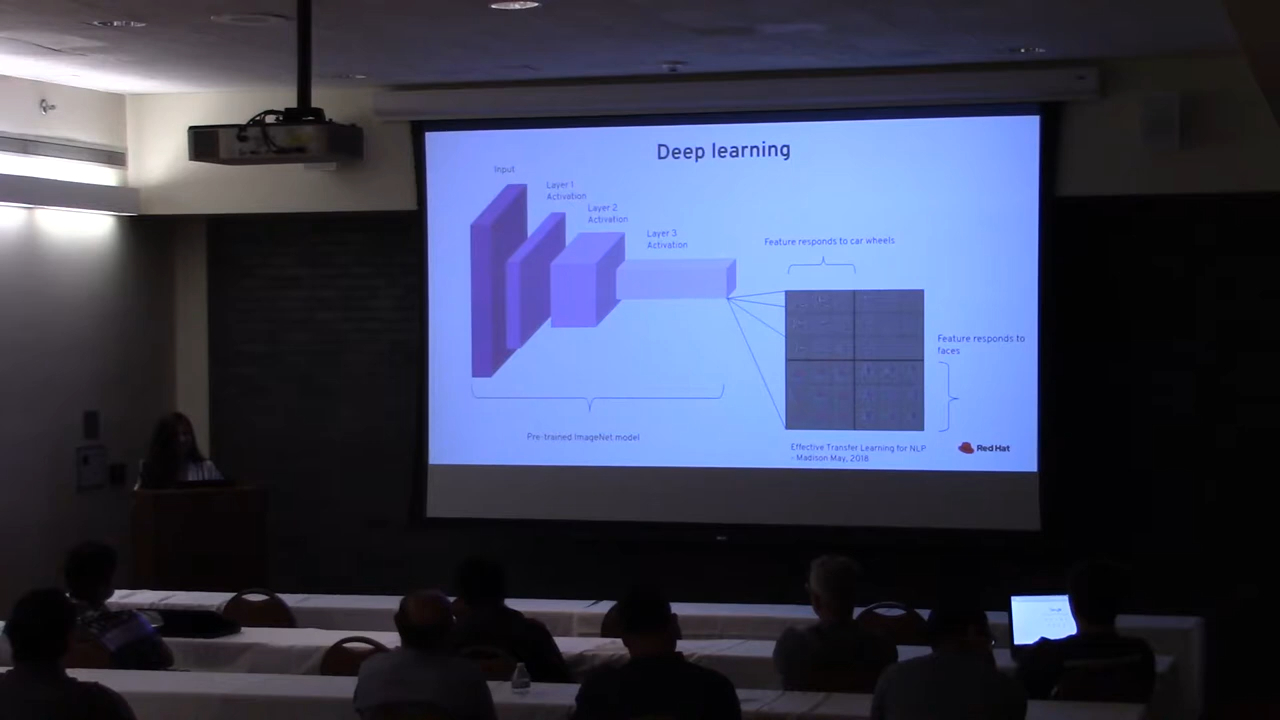 Deep learning
Input
Layer 1
Activation
Layer 2
Activation
Layer 3
Activation
Feature responds to car wheels
Feature responds to
faces
Pre-trained ImageNet model
Effective Transfer Learning for NLP
- Madison May, 2018
Red Hat
Google